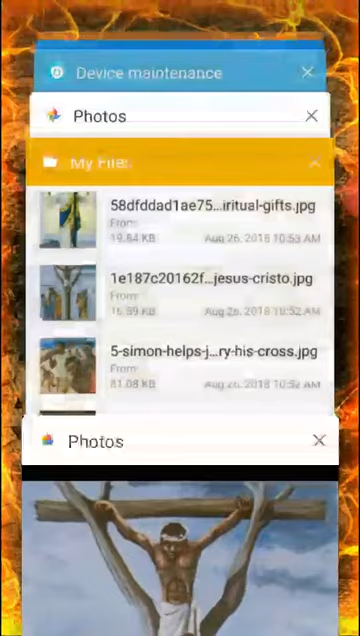 Device maintenance
Photos
My Files
58dfddad1ae75...iritual-gifts.jpg
From:
19.84 KB Aug 26, 2018 10:53 AM
1e187c20162f...jesus-cristo.jpg
From:
16.59 KB Aug 26, 2018 10:52 AM
5-simon-helps-j...ry-his-cross.jpg
From:
81.08 KB Aug 26, 2018 10:52 AM
Photos